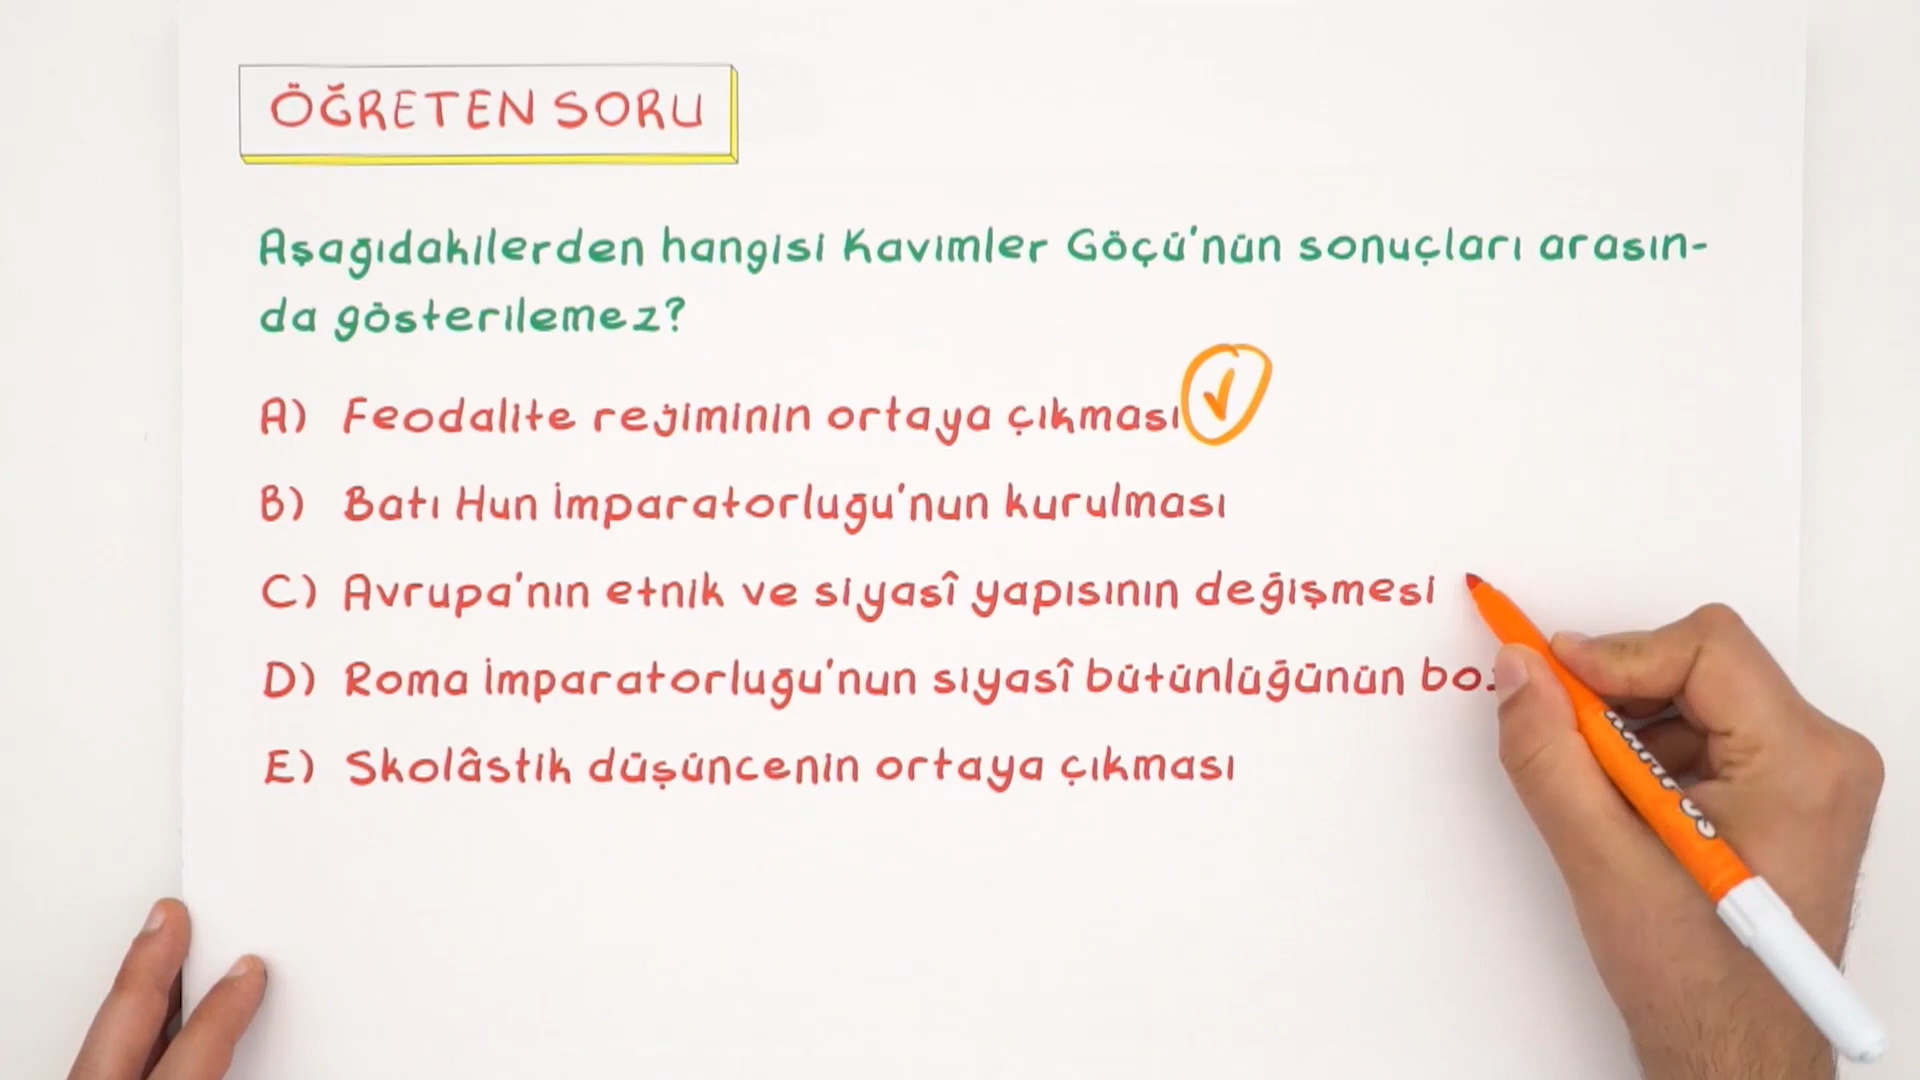 ÖĞRETEN SORU
Aşağıdakilerden hangisi Kavimler Göçü'nün sonuçları arasın-
da gösterilemez?
A) Feodalite rejiminin ortaya çıkması
B) Batı Hun İmparatorluğu'nun kurulması
C) Avrupa'nın etnik ve siyasî yapısının değişmesi
D) Roma İmparatorluğu'nun siyasî bütünlüğünün
E) Skolâstik düşüncenin ortaya çıkması